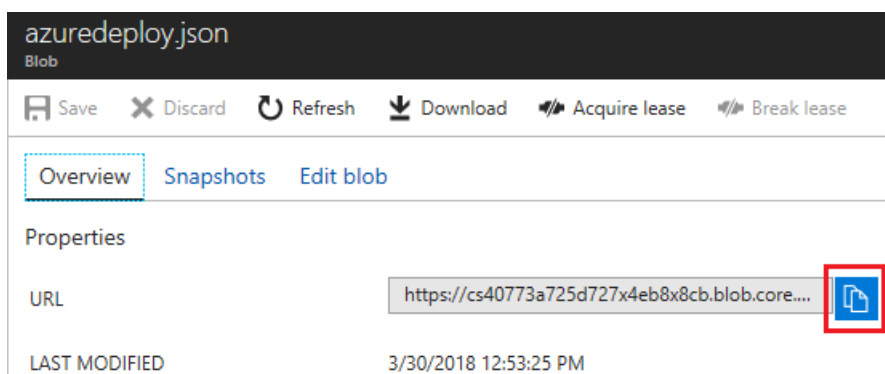 azuredeploy.json
Blob
Save Discard Refresh Download Acquire lease Break lease
Overview Snapshots Edit blob
Properties
URL https://cs40773a725d727x4eb8x8cb.blob.core....
LAST MODIFIED 3/30/2018 12:53:25 PM